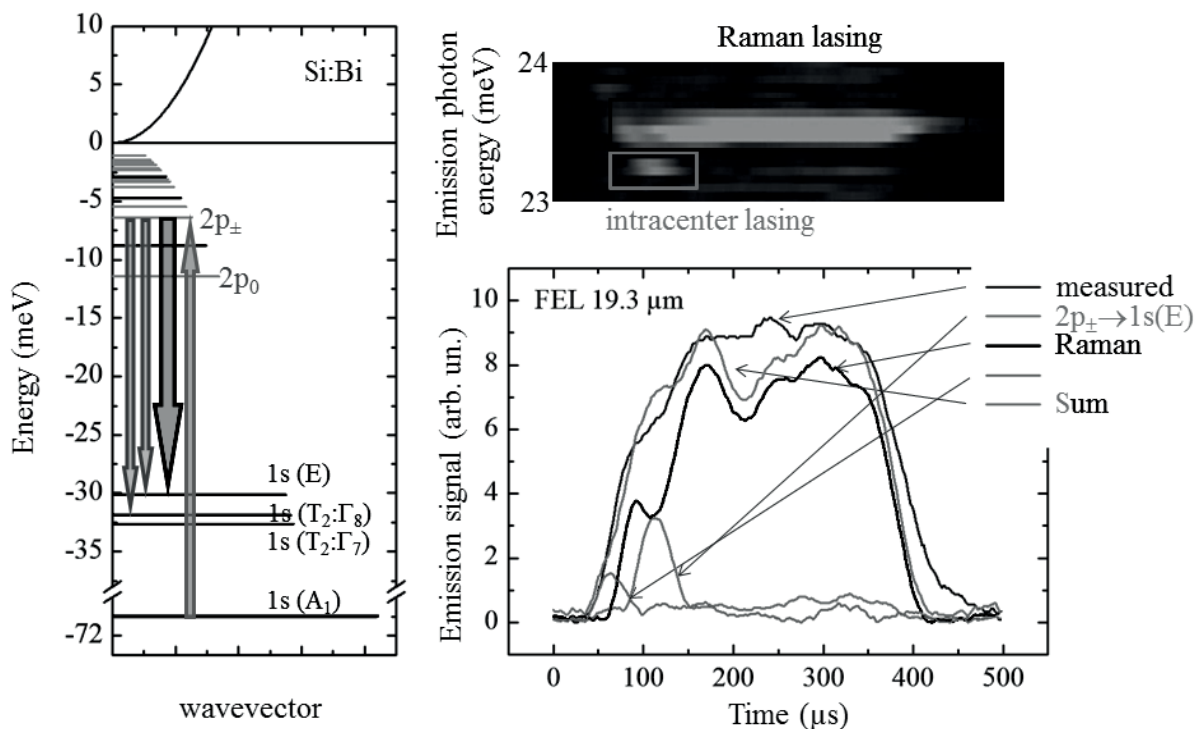 10
5
0
-5
-10
-15
-20
-25
-30
-35
-72
Energy (meV)
wavevector
Si:Bi
2p±
2p₀
1s (E)
1s (T₂:Γ₈)
1s (T₂:Γ₇)
1s (A₁)
Raman lasing
24
23
Emission photon
energy (meV)
intracenter lasing
FEL 19.3 µm
10
8
6
4
2
0
Emission signal (arb. un.)
0 100 200 300 400 500
Time (µs)
measured
2p±→1s(E)
Raman
Sum